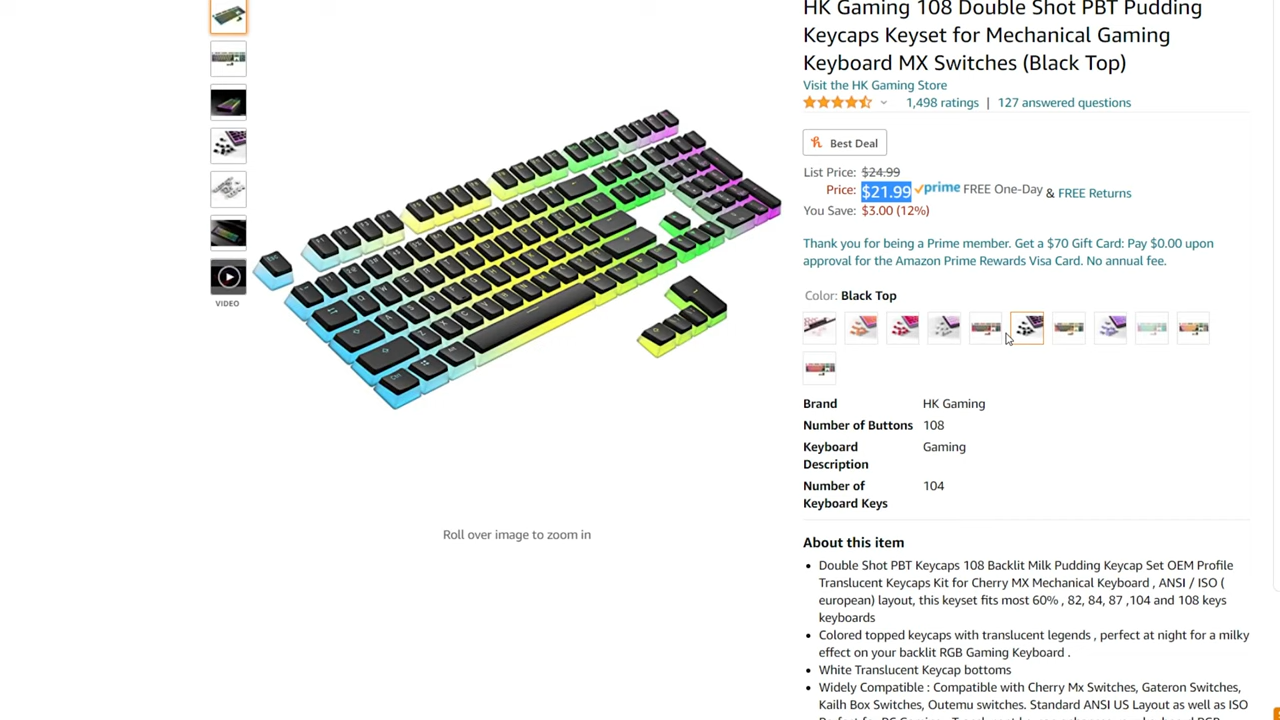 HK Gaming 108 Double Shot PBT Pudding
Keycaps Keyset for Mechanical Gaming
Keyboard MX Switches (Black Top)
Visit the HK Gaming Store
1,498 ratings | 127 answered questions
Best Deal
List Price: $24.99
Price: $21.99 prime FREE One-Day & FREE Returns
You Save: $3.00 (12%)
Thank you for being a Prime member. Get a $70 Gift Card: Pay $0.00 upon
approval for the Amazon Prime Rewards Visa Card. No annual fee.
Color: Black Top
VIDEO
Brand HK Gaming
Number of Buttons 108
Keyboard Gaming
Description
Number of 104
Keyboard Keys
Roll over image to zoom in
About this item
• Double Shot PBT Keycaps 108 Backlit Milk Pudding Keycap Set OEM Profile
Translucent Keycaps Kit for Cherry MX Mechanical Keyboard , ANSI / ISO (
european) layout, this keyset fits most 60% , 82, 84, 87 ,104 and 108 keys
keyboards
• Colored topped keycaps with translucent legends , perfect at night for a milky
effect on your backlit RGB Gaming Keyboard .
• White Translucent Keycap bottoms
• Widely Compatible : Compatible with Cherry Mx Switches, Gateron Switches,
Kailh Box Switches, Outemu switches. Standard ANSI US Layout as well as ISO